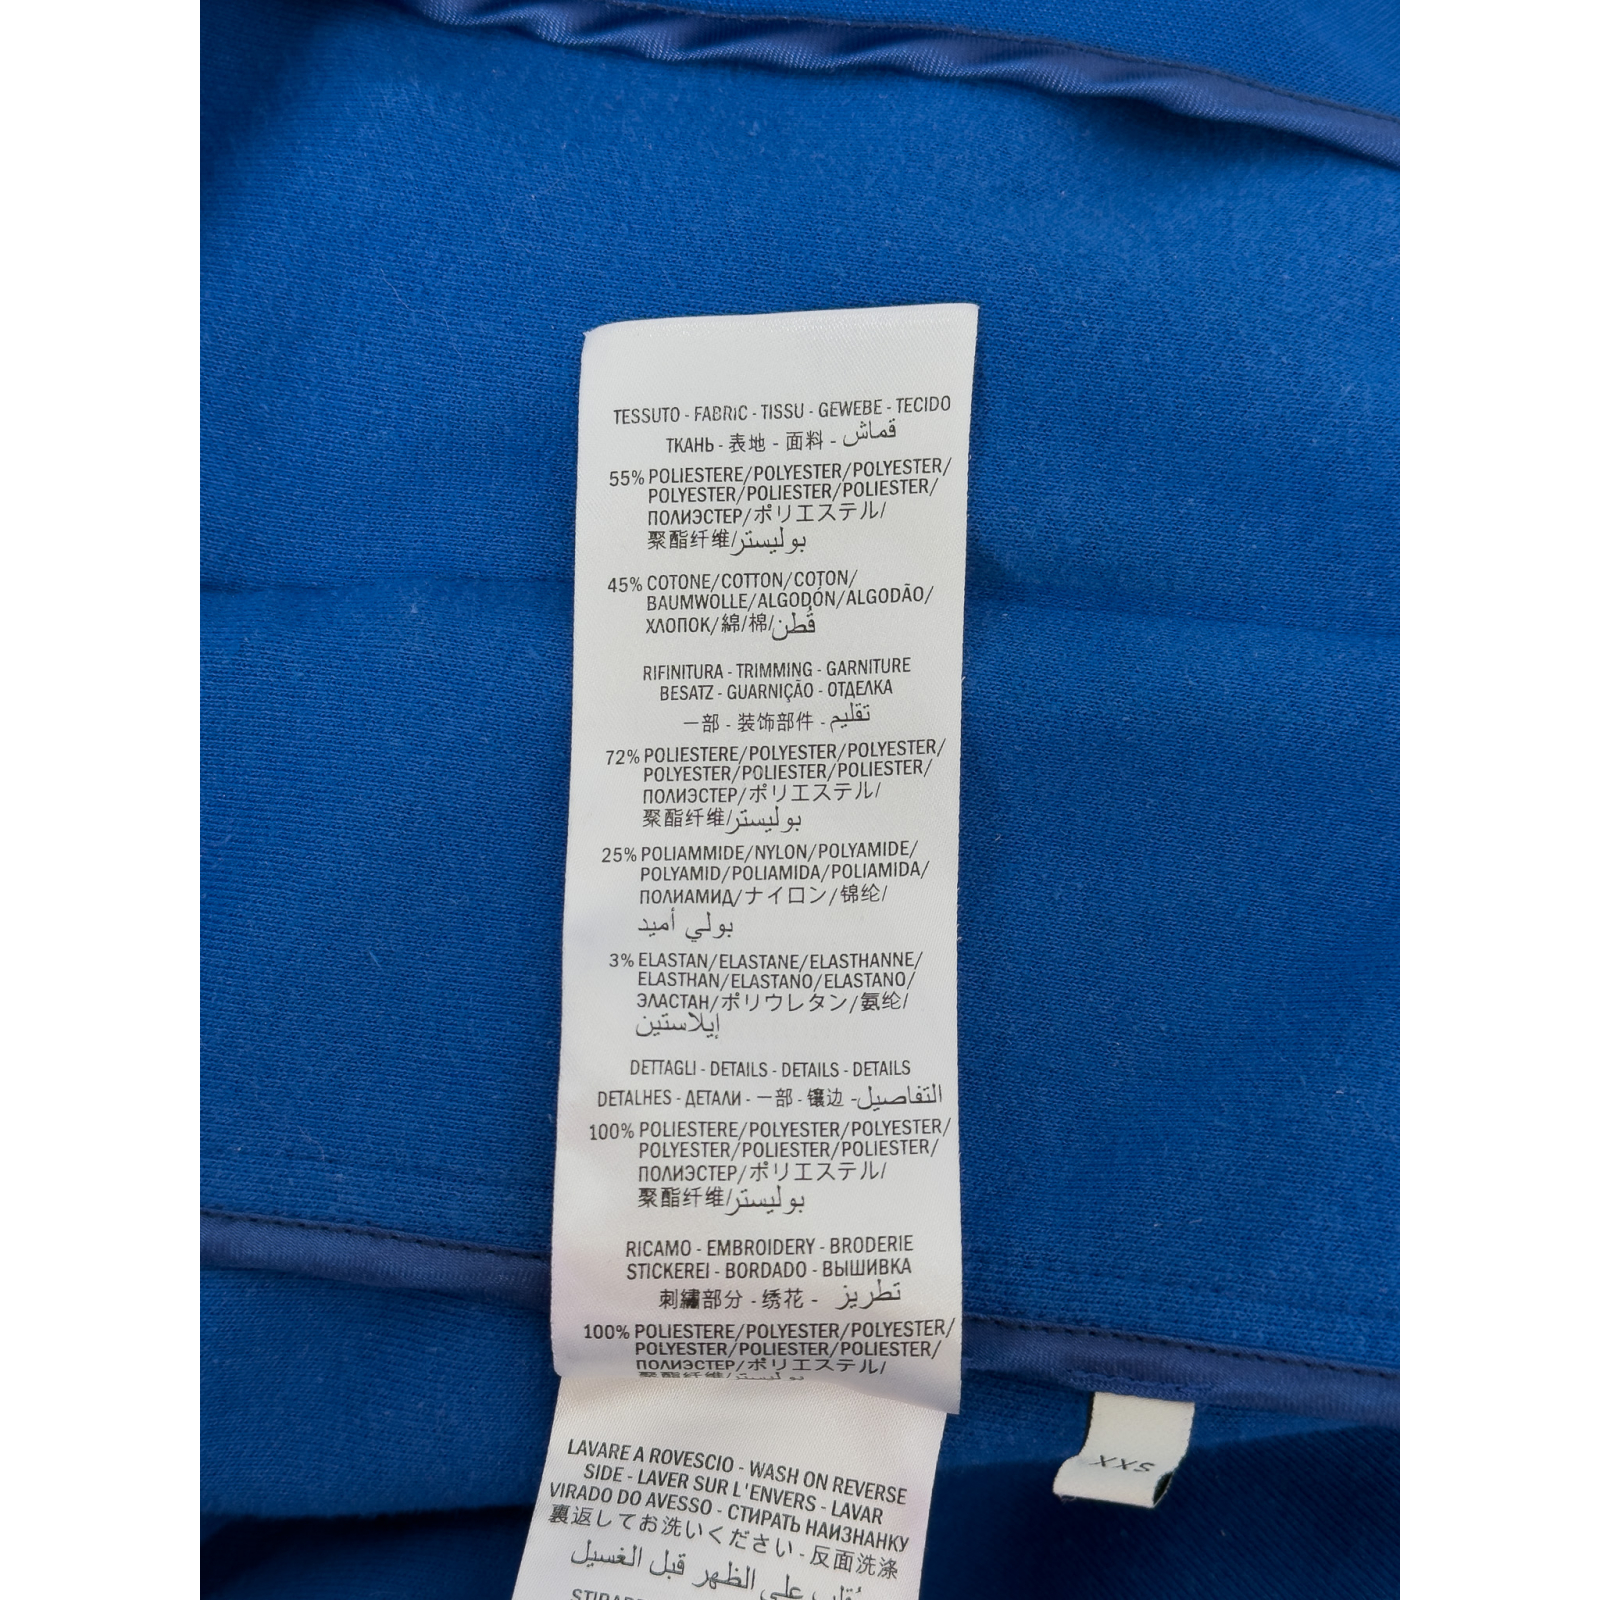 TESSUTO - FABRIC - TISSU - GEWEBE - TECIDO
ТКАНЬ - 表地 - 面料 - قماش
55% POLIESTERE/POLYESTER/POLYESTER/
POLYESTER/POLIESTER/POLIESTER/
ПОЛИЭСТЕР/ポリエステル/
聚酯纤维/بوليستر
45% COTONE/COTTON/COTON/
BAUMWOLLE/ALGODÓN/ALGODÃO/
ХЛОПОК/綿/棉/قُطن
RIFINITURA - TRIMMING - GARNITURE
BESATZ - GUARNIÇÃO - ОТДЕЛКА
一部 - 装饰部件 - تقليم
72% POLIESTERE/POLYESTER/POLYESTER/
POLYESTER/POLIESTER/POLIESTER/
ПОЛИЭСТЕР/ポリエステル/
聚酯纤维/بوليستر
25% POLIAMMIDE/NYLON/POLYAMIDE/
POLYAMID/POLIAMIDA/POLIAMIDA/
ПОЛИАМИД/ナイロン/锦纶/
بولي أميد
3% ELASTAN/ELASTANE/ELASTHANNE/
ELASTHAN/ELASTANO/ELASTANO/
ЭЛАСТАН/ポリウレタン/氨纶/
إيلاستين
DETTAGLI - DETAILS - DETAILS - DETAILS
DETALHES - ДЕТАЛИ - 一部 - 镶边 - التفاصيل
100% POLIESTERE/POLYESTER/POLYESTER/
POLYESTER/POLIESTER/POLIESTER/
ПОЛИЭСТЕР/ポリエステル/
聚酯纤维/بوليستر
RICAMO - EMBROIDERY - BRODERIE
STICKEREI - BORDADO - ВЫШИВКА
刺繍部分 - 绣花 - تطريز
100% POLIESTERE/POLYESTER/POLYESTER/
POLYESTER/POLIESTER/POLIESTER/
ПОЛИЭСТЕР/ポリエステル/
聚酯纤维/بوليستر
LAVARE A ROVESCIO - WASH ON REVERSE
SIDE - LAVER SUR L'ENVERS - LAVAR
VIRADO DO AVESSO - СТИРАТЬ НАИЗНАНКУ
裏返してお洗いください - 反面洗涤
يُقلب على الظهر قبل الغسيل
XXS